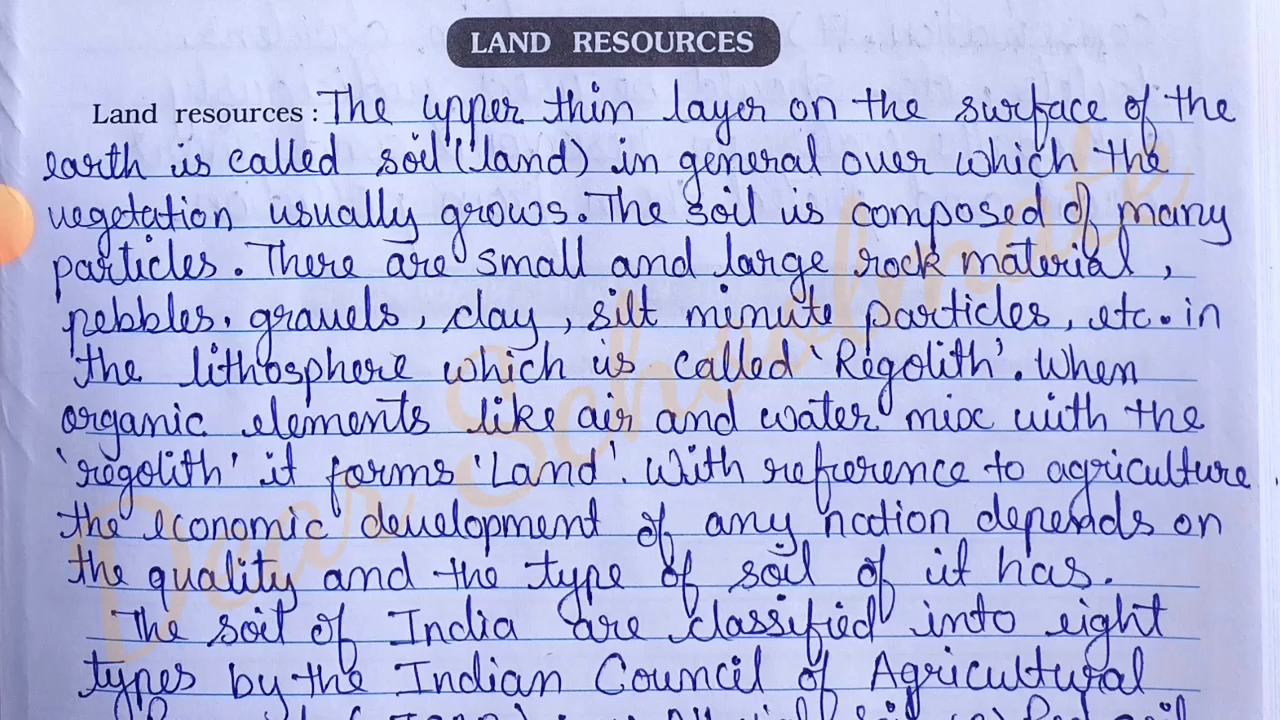 LAND RESOURCES
Land resources : The upper thin layer on the surface of the
earth is called soil (land) in general over which the
vegetation usually grows. The soil is composed of many
particles. There are small and large rock material,
pebbles. gravels, clay, silt minute particles, etc. in
the lithosphere which is called 'Regolith'. When
organic elements like air and water mix with the
'regolith' it forms 'Land'. With reference to agriculture
the economic development of any nation depends on
the quality and the type of soil of it has.
The soil of India are classified into eight
types by the Indian Council of Agricultural
Dear Schoolmate